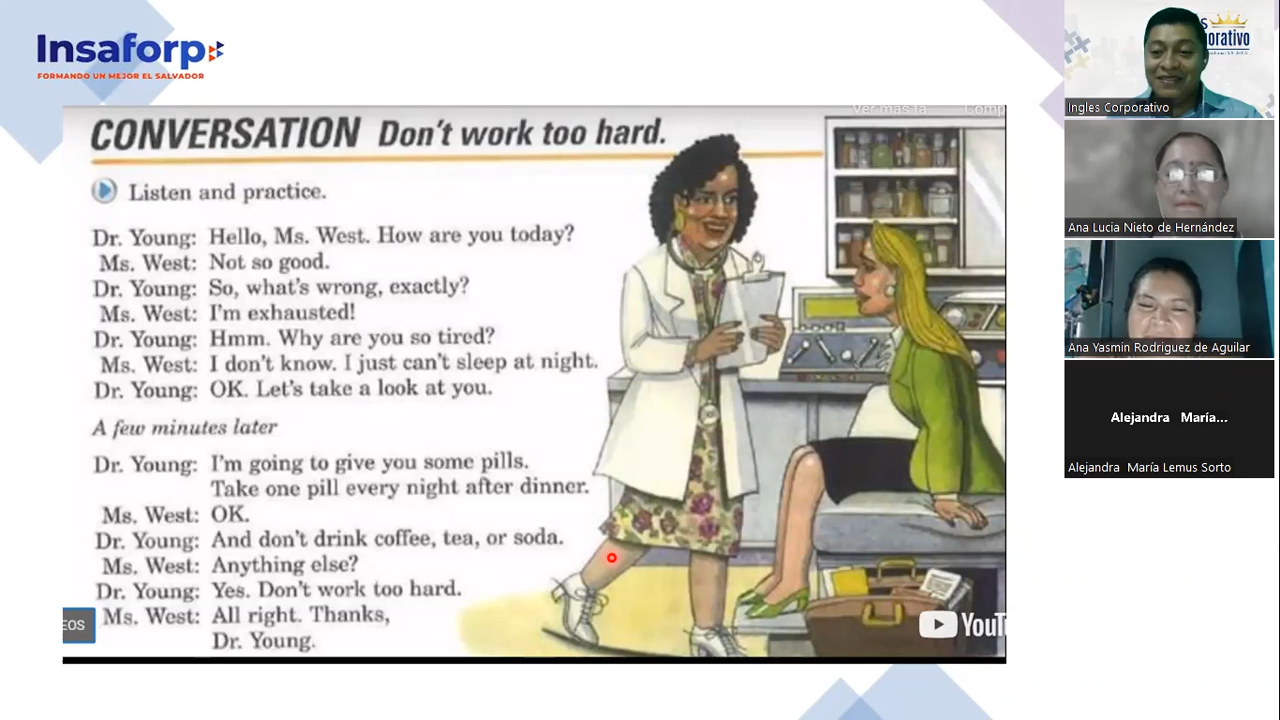 Insaforp
FORMANDO UN MEJOR EL SALVADOR
CONVERSATION Don't work too hard.
Listen and practice.
Dr. Young: Hello, Ms. West. How are you today?
Ms. West: Not so good.
Dr. Young: So, what's wrong, exactly?
Ms. West: I'm exhausted!
Dr. Young: Hmm. Why are you so tired?
Ms. West: I don't know. I just can't sleep at night.
Dr. Young: OK. Let's take a look at you.
A few minutes later
Dr. Young: I'm going to give you some pills.
Take one pill every night after dinner.
Ms. West: OK.
Dr. Young: And don't drink coffee, tea, or soda.
Ms. West: Anything else?
Dr. Young: Yes. Don't work too hard.
Ms. West: All right. Thanks,
Dr. Young.
EOS
YouT
Ingles Corporativo
Ana Lucia Nieto de Hernández
Ana Yasmin Rodriguez de Aguilar
Alejandra María...
Alejandra María Lemus Sorto